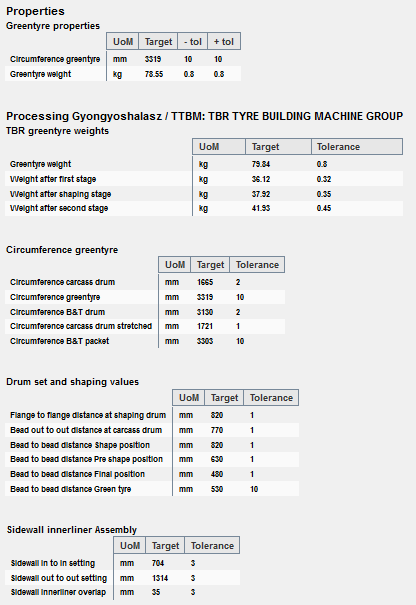 Properties
Greentyre properties
UoM Target - tol + tol
Circumference greentyre mm 3319 10 10
Greentyre weight kg 78.55 0.8 0.8
Processing Gyongyoshalasz / TTBM: TBR TYRE BUILDING MACHINE GROUP
TBR greentyre weights
UoM Target Tolerance
Greentyre weight kg 79.84 0.8
Weight after first stage kg 36.12 0.32
Weight after shaping stage kg 37.92 0.35
Weight after second stage kg 41.93 0.45
Circumference greentyre
UoM Target Tolerance
Circumference carcass drum mm 1665 2
Circumference greentyre mm 3319 10
Circumference B&T drum mm 3130 2
Circumference carcass drum stretched mm 1721 1
Circumference B&T packet mm 3303 10
Drum set and shaping values
UoM Target Tolerance
Flange to flange distance at shaping drum mm 820 1
Bead out to out distance at carcass drum mm 770 1
Bead to bead distance Shape position mm 820 1
Bead to bead distance Pre shape position mm 630 1
Bead to bead distance Final position mm 480 1
Bead to bead distance Green tyre mm 530 10
Sidewall innerliner Assembly
UoM Target Tolerance
Sidewall in to in setting mm 704 3
Sidewall out to out setting mm 1314 3
Sidewall innerliner overlap mm 35 3